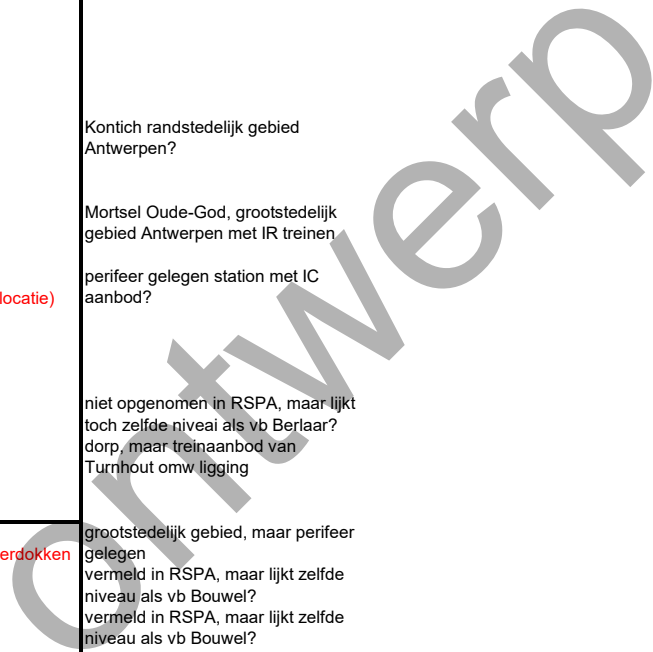 Kontich randstedelijk gebied
Antwerpen?
Mortsel Oude-God, grootstedelijk
gebied Antwerpen met IR treinen
perifeer gelegen station met IC
locatie) aanbod?
niet opgenomen in RSPA, maar lijkt
toch zelfde niveai als vb Berlaar?
dorp, maar treinaanbod van
Turnhout omw ligging
grootstedelijk gebied, maar perifeer
erdokken gelegen
vermeld in RSPA, maar lijkt zelfde
niveau als vb Bouwel?
vermeld in RSPA, maar lijkt zelfde
niveau als vb Bouwel?
ontwerp